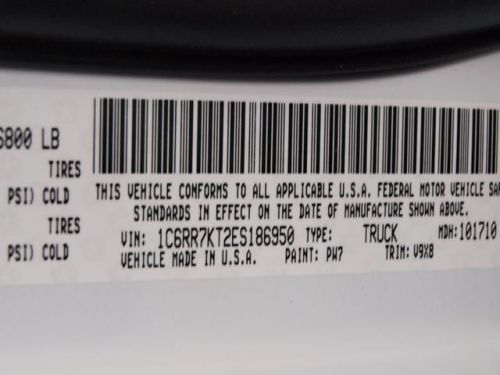 6800 LB
TIRES
PSI) COLD
TIRES
PSI) COLD
THIS VEHICLE CONFORMS TO ALL APPLICABLE U.S.A. FEDERAL MOTOR VEHICLE SA
STANDARDS IN EFFECT ON THE DATE OF MANUFACTURE SHOWN ABOVE.
VIN: 1C6RR7KT2ES186950 TYPE: TRUCK MDH: 101710
VEHICLE MADE IN U.S.A. PAINT: PW7 TRIM: V9X8